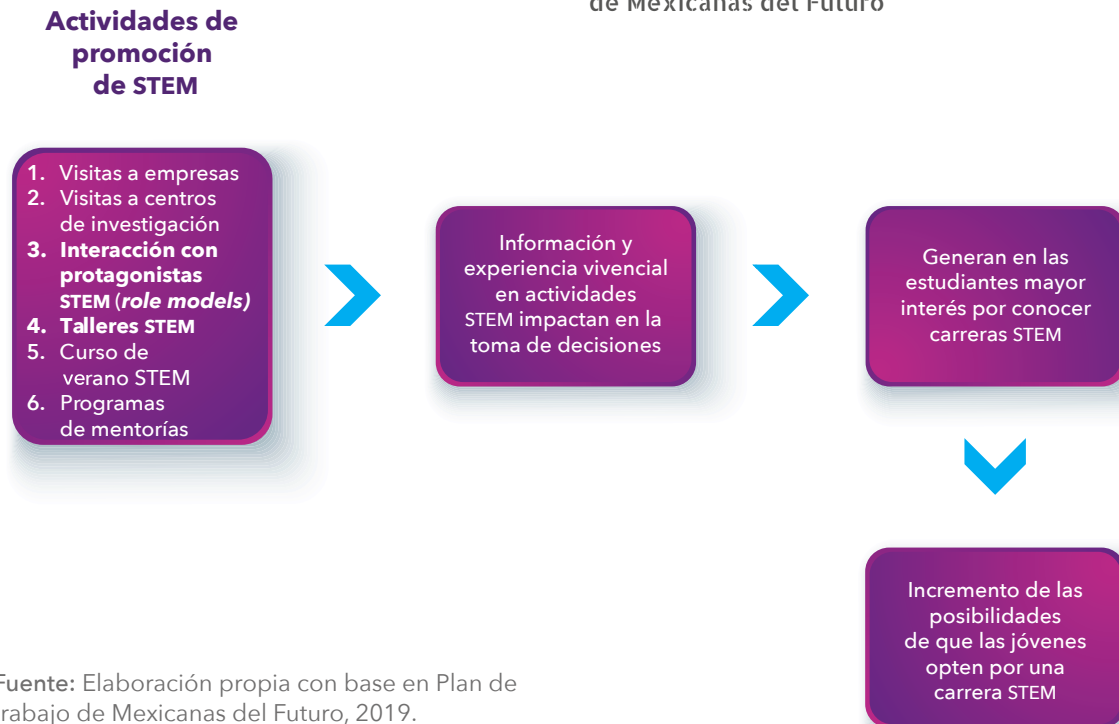 de Mexicanas del Futuro
Actividades de
promoción
de STEM
1. Visitas a empresas
2. Visitas a centros
de investigación
3. Interacción con
protagonistas
STEM (role models)
4. Talleres STEM
5. Curso de
verano STEM
6. Programas
de mentorías
Información y
experiencia vivencial
en actividades
STEM impactan en la
toma de decisiones
Generan en las
estudiantes mayor
interés por conocer
carreras STEM
Incremento de las
posibilidades
de que las jóvenes
opten por una
carrera STEM
Fuente: Elaboración propia con base en Plan de
trabajo de Mexicanas del Futuro, 2019.